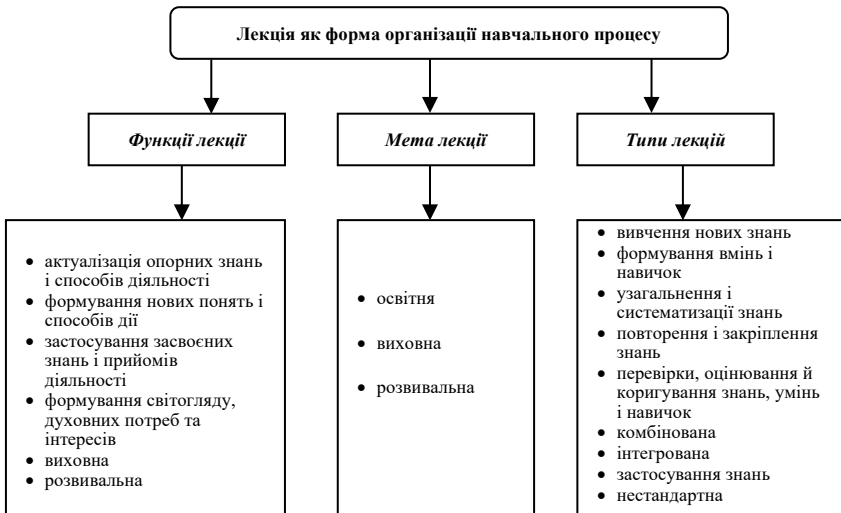 Лекція як форма організації навчального процесу
Функції лекції
Мета лекції
Типи лекцій
• актуалізація опорних знань
і способів діяльності
• формування нових понять і
способів дії
• застосування засвоєних
знань і прийомів
діяльності
• формування світогляду,
духовних потреб та
інтересів
• виховна
• розвивальна
• освітня
• виховна
• розвивальна
• вивчення нових знань
• формування вмінь і
навичок
• узагальнення і
систематизації знань
• повторення і закріплення
знань
• перевірки, оцінювання й
коригування знань, умінь
і навичок
• комбінована
• інтегрована
• застосування знань
• нестандартна